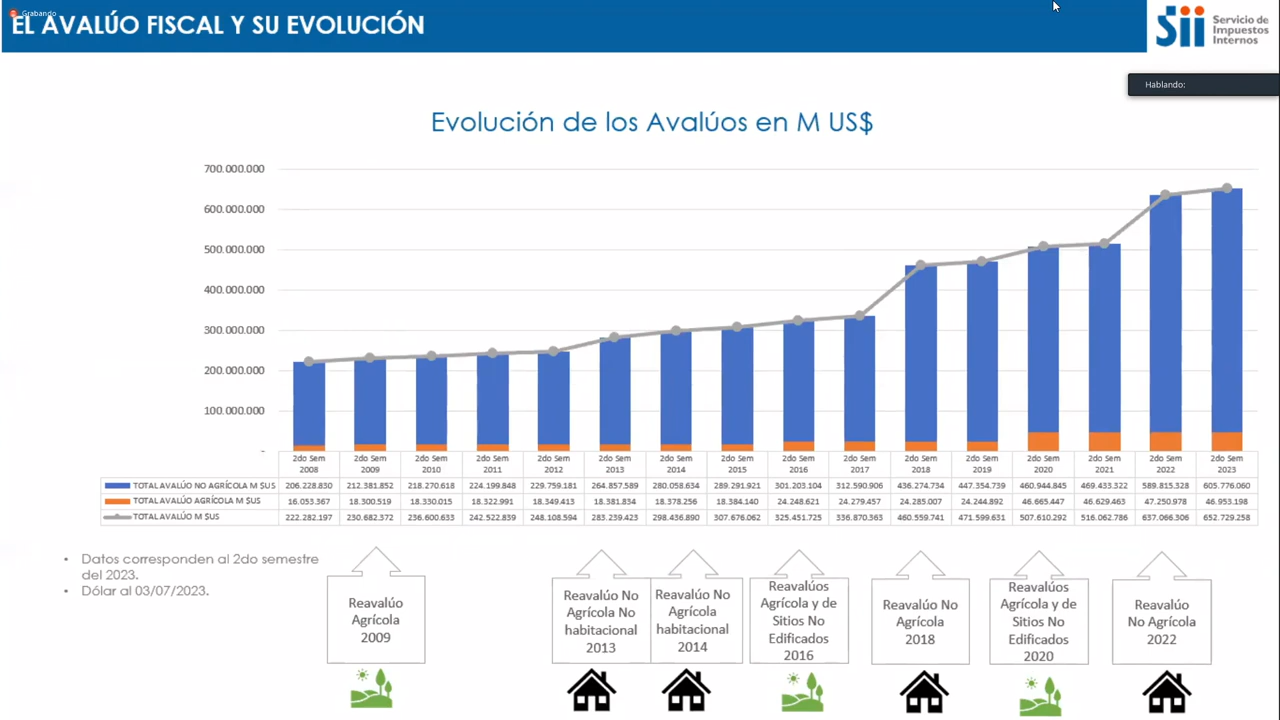 Grabando
EL AVALÚO FISCAL Y SU EVOLUCIÓN
Sii Servicio de
Impuestos
Internos
Hablando:
Evolución de los Avalúos en M US$
700.000.000
600.000.000
500.000.000
400.000.000
300.000.000
200.000.000
100.000.000
-
2do Sem 2do Sem 2do Sem 2do Sem 2do Sem 2do Sem 2do Sem 2do Sem 2do Sem 2do Sem 2do Sem 2do Sem 2do Sem 2do Sem 2do Sem 2do Sem
2008 2009 2010 2011 2012 2013 2014 2015 2016 2017 2018 2019 2020 2021 2022 2023
TOTAL AVALÚO NO AGRÍCOLA M $US 206.228.830 212.381.852 218.270.618 224.199.848 229.759.181 264.857.589 280.058.634 289.291.921 301.203.104 312.590.906 436.274.734 447.354.739 460.944.845 469.433.322 589.815.328 605.776.060
TOTAL AVALÚO AGRÍCOLA M $US 16.053.367 18.300.519 18.330.015 18.322.991 18.349.413 18.381.834 18.378.256 18.384.140 24.248.621 24.279.457 24.285.007 24.244.892 46.665.447 46.629.463 47.250.978 46.953.198
TOTAL AVALÚO M $US 222.282.197 230.682.372 236.600.633 242.522.839 248.108.594 283.239.423 298.436.890 307.676.062 325.451.725 336.870.363 460.559.741 471.599.631 507.610.292 516.062.786 637.066.306 652.729.258
• Datos corresponden al 2do semestre
del 2023.
• Dólar al 03/07/2023.
Reavalúo
Agrícola
2009
Reavalúo No
Agrícola No
habitacional
2013
Reavalúo No
Agrícola
habitacional
2014
Reavalúos
Agrícola y de
Sitios No
Edificados
2016
Reavalúo No
Agrícola
2018
Reavalúos
Agrícola y de
Sitios No
Edificados
2020
Reavalúo
No Agrícola
2022